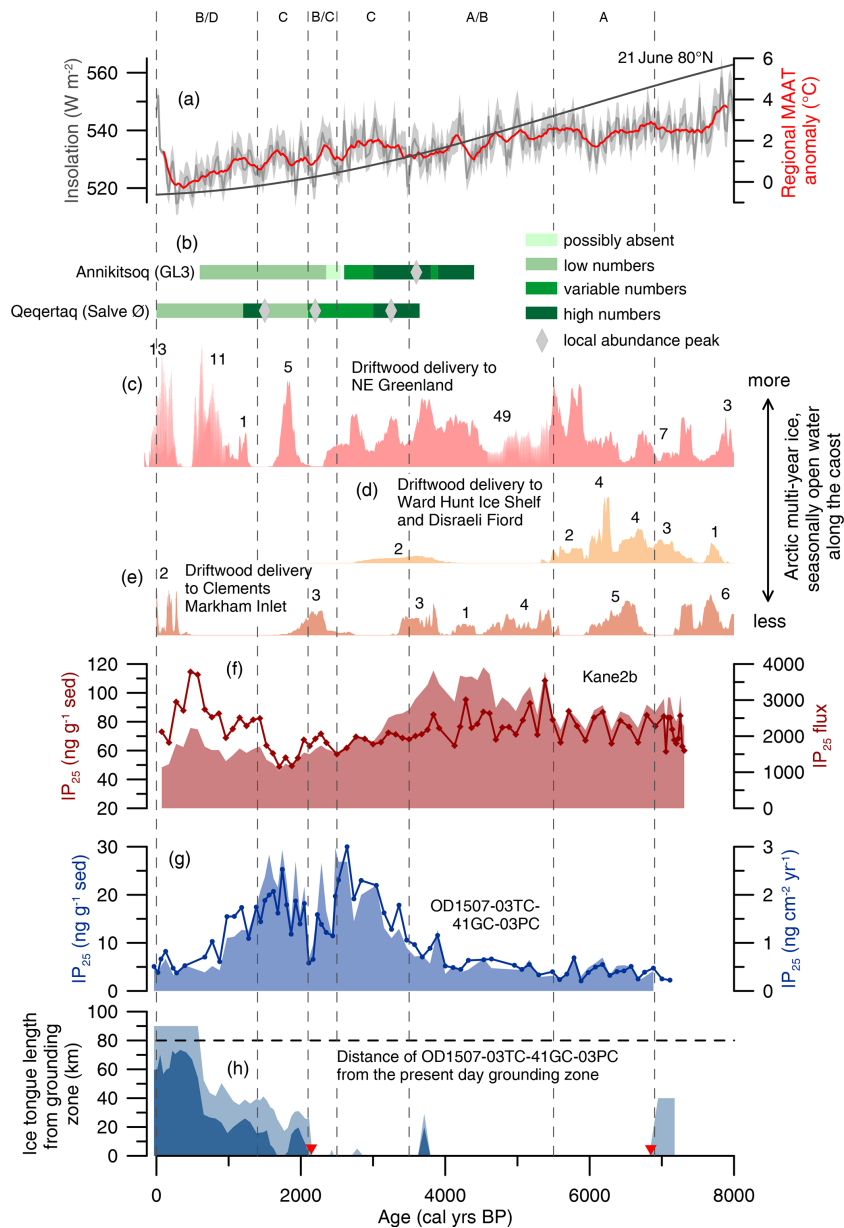 B/D C B/C C A/B A
21 June 80°N
560
540
520
Insolation (W m-2)
(a)
6
4
2
0
Regional MAAT
anomaly (°C)
(b)
Annikitsoq (GL3)
Qeqertaq (Salve Ø)
possibly absent
low numbers
variable numbers
high numbers
local abundance peak
(c)
13
11
1
5
Driftwood delivery to
NE Greenland
49
7
3
more
Arctic multi-year ice,
seasonally open water
along the caost
less
(d)
Driftwood delivery to
Ward Hunt Ice Shelf
and Disraeli Fiord
2
2
4
4
3
1
(e)
2
Driftwood delivery
to Clements
Markham Inlet
3
3
1
4
5
6
(f)
Kane2b
120
100
80
60
40
20
IP25 (ng g-1 sed)
4000
3000
2000
1000
0
IP25 flux
(g)
OD1507-03TC-
41GC-03PC
30
20
10
0
IP25 (ng g-1 sed)
3
2
1
0
IP25 (ng cm-2 yr-1)
100
80
60
40
20
0
Ice tongue length
from grounding
zone (km)
(h)
Distance of OD1507-03TC-41GC-03PC
from the present day grounding zone
0 2000 4000 6000 8000
Age (cal yrs BP)